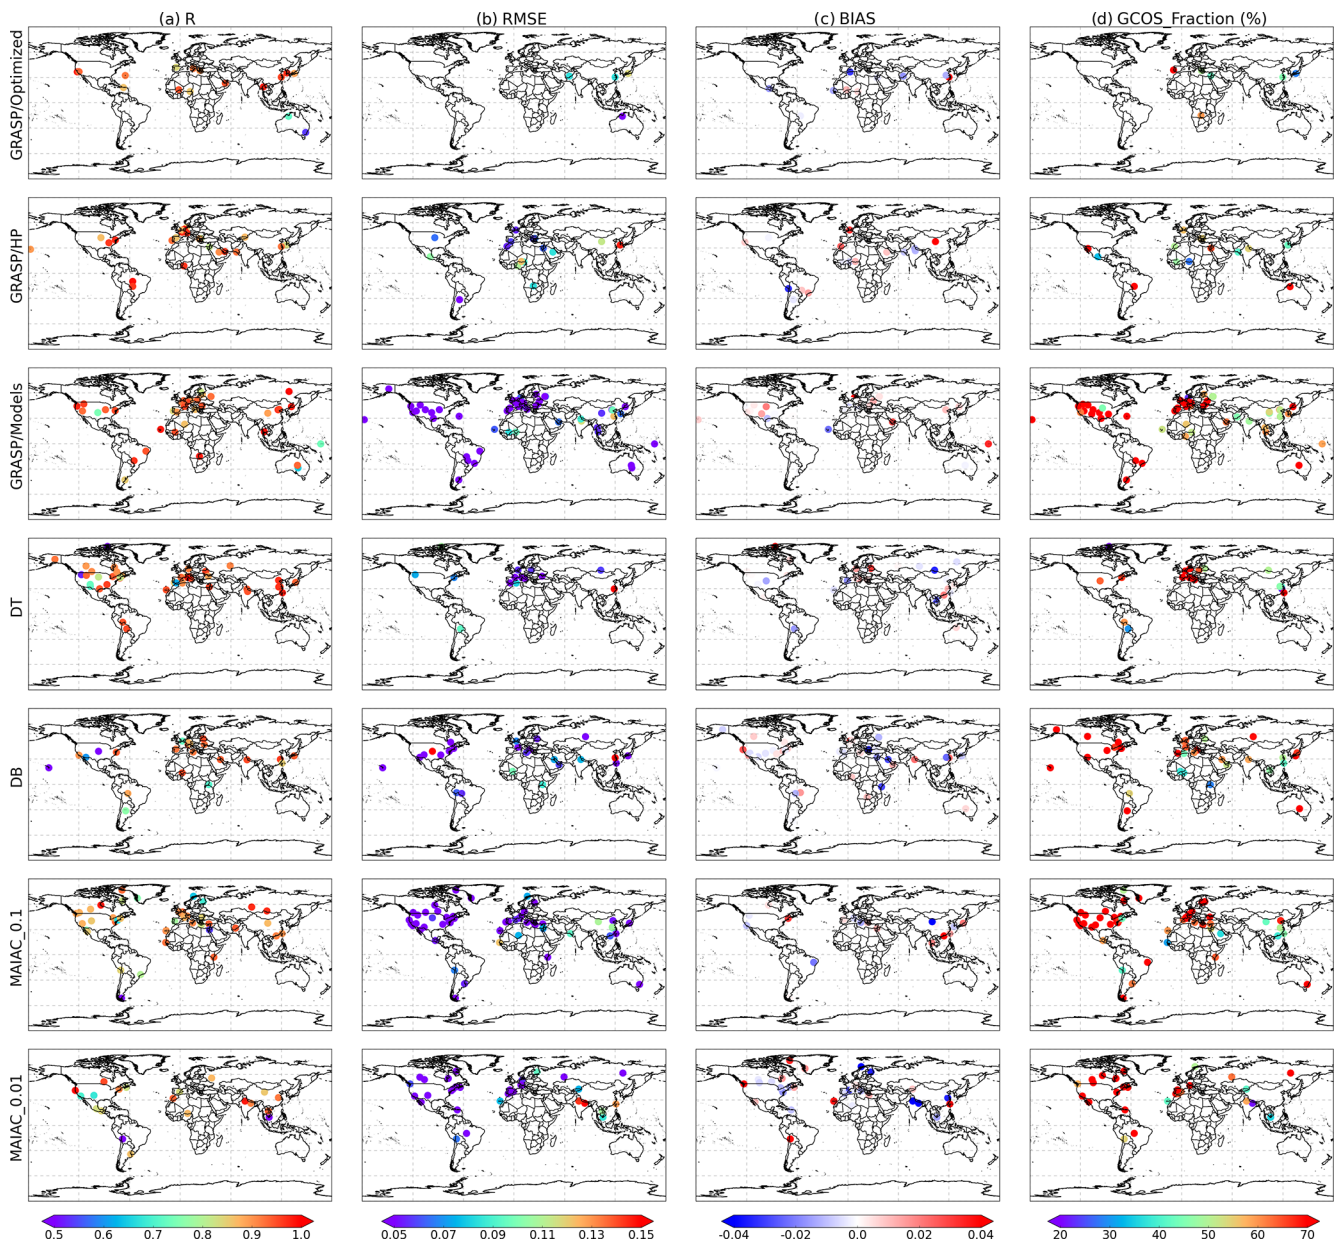 (a) R
(b) RMSE
(c) BIAS
(d) GCOS_Fraction (%)
GRASP/Optimized
GRASP/HP
GRASP/Models
DT
DB
MAIAC_0.1
MAIAC_0.01
0.5 0.6 0.7 0.8 0.9 1.0
0.05 0.07 0.09 0.11 0.13 0.15
-0.04 -0.02 0.0 0.02 0.04
20 30 40 50 60 70